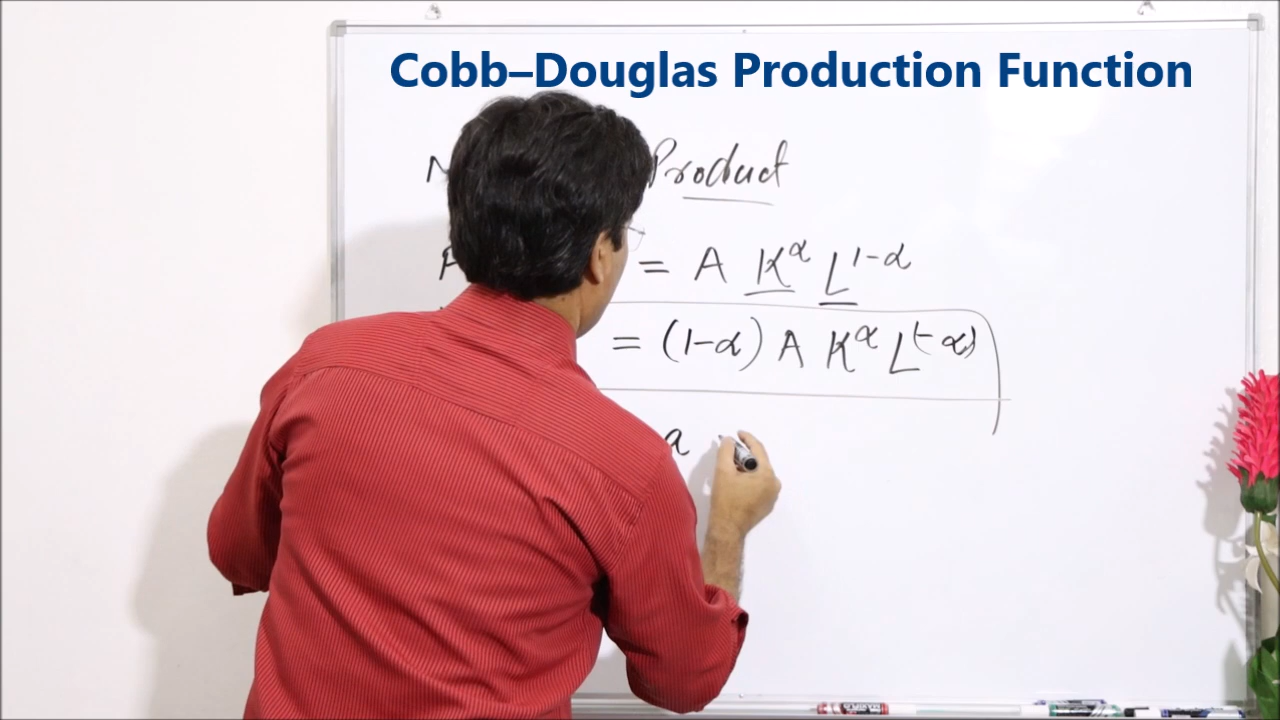 Cobb–Douglas Production Function
Product
= A K^α L^1-α
= (1-α) A K^α L^(-α)
a